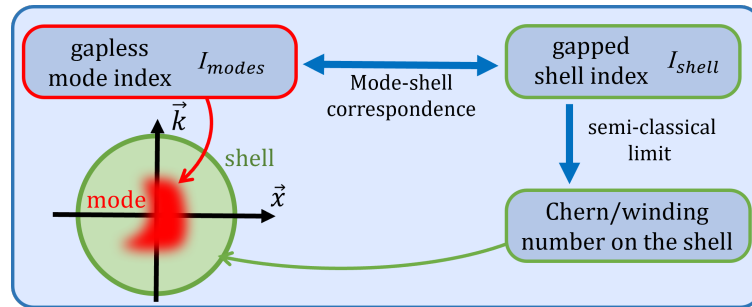 gapless
mode index I_modes
Mode-shell
correspondence
gapped
shell index I_shell
semi-classical
limit
Chern/winding
number on the shell
k⃗
shell
mode
x⃗